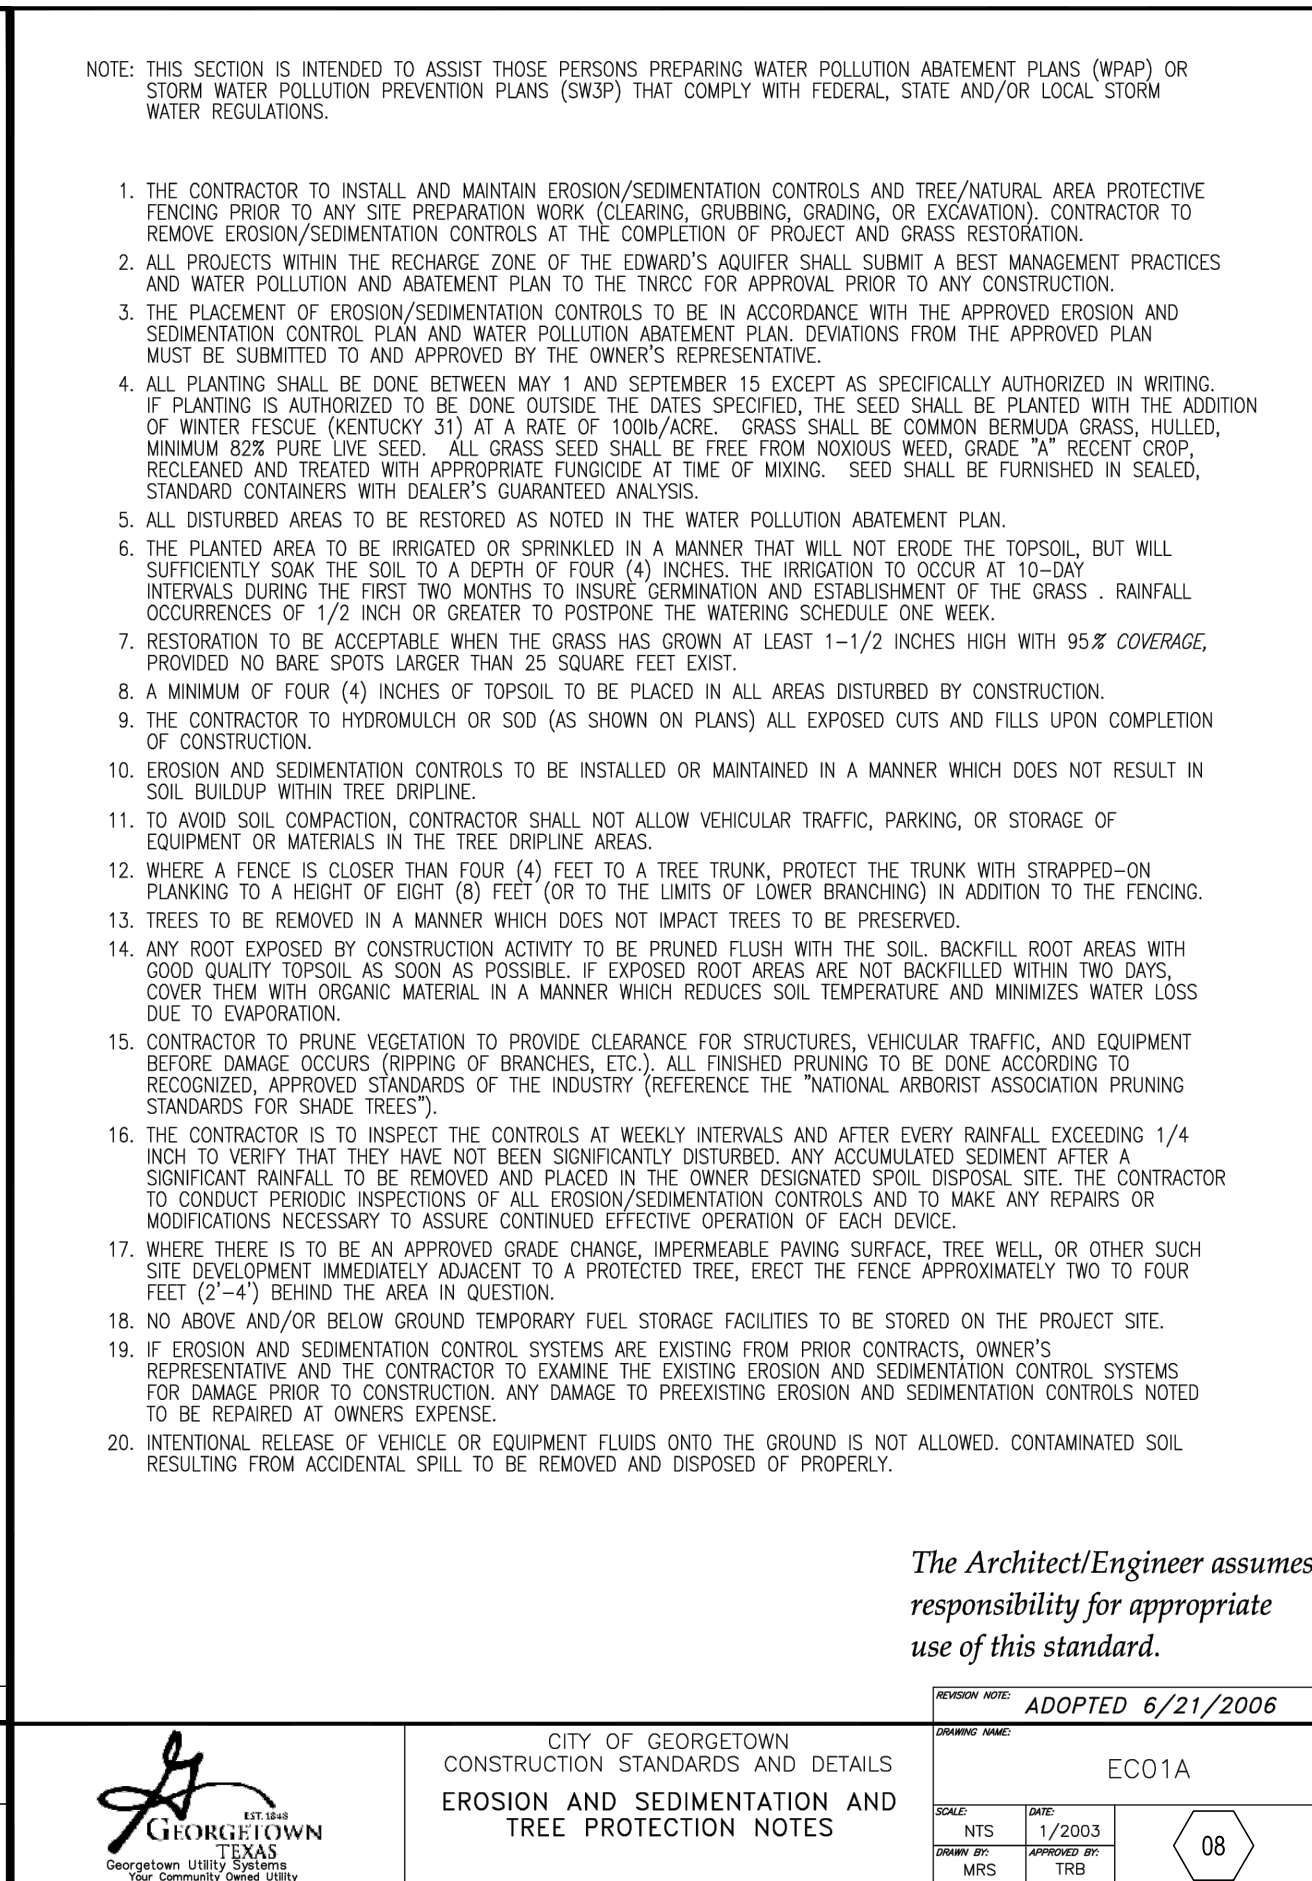 NOTE: THIS SECTION IS INTENDED TO ASSIST THOSE PERSONS PREPARING WATER POLLUTION ABATEMENT PLANS (WPAP) OR
STORM WATER POLLUTION PREVENTION PLANS (SW3P) THAT COMPLY WITH FEDERAL, STATE AND/OR LOCAL STORM
WATER REGULATIONS.
1. THE CONTRACTOR TO INSTALL AND MAINTAIN EROSION/SEDIMENTATION CONTROLS AND TREE/NATURAL AREA PROTECTIVE
FENCING PRIOR TO ANY SITE PREPARATION WORK (CLEARING, GRUBBING, GRADING, OR EXCAVATION). CONTRACTOR TO
REMOVE EROSION/SEDIMENTATION CONTROLS AT THE COMPLETION OF PROJECT AND GRASS RESTORATION.
2. ALL PROJECTS WITHIN THE RECHARGE ZONE OF THE EDWARD'S AQUIFER SHALL SUBMIT A BEST MANAGEMENT PRACTICES
AND WATER POLLUTION AND ABATEMENT PLAN TO THE TNRCC FOR APPROVAL PRIOR TO ANY CONSTRUCTION.
3. THE PLACEMENT OF EROSION/SEDIMENTATION CONTROLS TO BE IN ACCORDANCE WITH THE APPROVED EROSION AND
SEDIMENTATION CONTROL PLAN AND WATER POLLUTION ABATEMENT PLAN. DEVIATIONS FROM THE APPROVED PLAN
MUST BE SUBMITTED TO AND APPROVED BY THE OWNER'S REPRESENTATIVE.
4. ALL PLANTING SHALL BE DONE BETWEEN MAY 1 AND SEPTEMBER 15 EXCEPT AS SPECIFICALLY AUTHORIZED IN WRITING.
IF PLANTING IS AUTHORIZED TO BE DONE OUTSIDE THE DATES SPECIFIED, THE SEED SHALL BE PLANTED WITH THE ADDITION
OF WINTER FESCUE (KENTUCKY 31) AT A RATE OF 100lb/ACRE. GRASS SHALL BE COMMON BERMUDA GRASS, HULLED,
MINIMUM 82% PURE LIVE SEED. ALL GRASS SEED SHALL BE FREE FROM NOXIOUS WEED, GRADE "A" RECENT CROP,
RECLEANED AND TREATED WITH APPROPRIATE FUNGICIDE AT TIME OF MIXING. SEED SHALL BE FURNISHED IN SEALED,
STANDARD CONTAINERS WITH DEALER'S GUARANTEED ANALYSIS.
5. ALL DISTURBED AREAS TO BE RESTORED AS NOTED IN THE WATER POLLUTION ABATEMENT PLAN.
6. THE PLANTED AREA TO BE IRRIGATED OR SPRINKLED IN A MANNER THAT WILL NOT ERODE THE TOPSOIL, BUT WILL
SUFFICIENTLY SOAK THE SOIL TO A DEPTH OF FOUR (4) INCHES. THE IRRIGATION TO OCCUR AT 10-DAY
INTERVALS DURING THE FIRST TWO MONTHS TO INSURE GERMINATION AND ESTABLISHMENT OF THE GRASS . RAINFALL
OCCURRENCES OF 1/2 INCH OR GREATER TO POSTPONE THE WATERING SCHEDULE ONE WEEK.
7. RESTORATION TO BE ACCEPTABLE WHEN THE GRASS HAS GROWN AT LEAST 1-1/2 INCHES HIGH WITH 95% COVERAGE,
PROVIDED NO BARE SPOTS LARGER THAN 25 SQUARE FEET EXIST.
8. A MINIMUM OF FOUR (4) INCHES OF TOPSOIL TO BE PLACED IN ALL AREAS DISTURBED BY CONSTRUCTION.
9. THE CONTRACTOR TO HYDROMULCH OR SOD (AS SHOWN ON PLANS) ALL EXPOSED CUTS AND FILLS UPON COMPLETION
OF CONSTRUCTION.
10. EROSION AND SEDIMENTATION CONTROLS TO BE INSTALLED OR MAINTAINED IN A MANNER WHICH DOES NOT RESULT IN
SOIL BUILDUP WITHIN TREE DRIPLINE.
11. TO AVOID SOIL COMPACTION, CONTRACTOR SHALL NOT ALLOW VEHICULAR TRAFFIC, PARKING, OR STORAGE OF
EQUIPMENT OR MATERIALS IN THE TREE DRIPLINE AREAS.
12. WHERE A FENCE IS CLOSER THAN FOUR (4) FEET TO A TREE TRUNK, PROTECT THE TRUNK WITH STRAPPED-ON
PLANKING TO A HEIGHT OF EIGHT (8) FEET (OR TO THE LIMITS OF LOWER BRANCHING) IN ADDITION TO THE FENCING.
13. TREES TO BE REMOVED IN A MANNER WHICH DOES NOT IMPACT TREES TO BE PRESERVED.
14. ANY ROOT EXPOSED BY CONSTRUCTION ACTIVITY TO BE PRUNED FLUSH WITH THE SOIL. BACKFILL ROOT AREAS WITH
GOOD QUALITY TOPSOIL AS SOON AS POSSIBLE. IF EXPOSED ROOT AREAS ARE NOT BACKFILLED WITHIN TWO DAYS,
COVER THEM WITH ORGANIC MATERIAL IN A MANNER WHICH REDUCES SOIL TEMPERATURE AND MINIMIZES WATER LOSS
DUE TO EVAPORATION.
15. CONTRACTOR TO PRUNE VEGETATION TO PROVIDE CLEARANCE FOR STRUCTURES, VEHICULAR TRAFFIC, AND EQUIPMENT
BEFORE DAMAGE OCCURS (RIPPING OF BRANCHES, ETC.). ALL FINISHED PRUNING TO BE DONE ACCORDING TO
RECOGNIZED, APPROVED STANDARDS OF THE INDUSTRY (REFERENCE THE "NATIONAL ARBORIST ASSOCIATION PRUNING
STANDARDS FOR SHADE TREES").
16. THE CONTRACTOR IS TO INSPECT THE CONTROLS AT WEEKLY INTERVALS AND AFTER EVERY RAINFALL EXCEEDING 1/4
INCH TO VERIFY THAT THEY HAVE NOT BEEN SIGNIFICANTLY DISTURBED. ANY ACCUMULATED SEDIMENT AFTER A
SIGNIFICANT RAINFALL TO BE REMOVED AND PLACED IN THE OWNER DESIGNATED SPOIL DISPOSAL SITE. THE CONTRACTOR
TO CONDUCT PERIODIC INSPECTIONS OF ALL EROSION/SEDIMENTATION CONTROLS AND TO MAKE ANY REPAIRS OR
MODIFICATIONS NECESSARY TO ASSURE CONTINUED EFFECTIVE OPERATION OF EACH DEVICE.
17. WHERE THERE IS TO BE AN APPROVED GRADE CHANGE, IMPERMEABLE PAVING SURFACE, TREE WELL, OR OTHER SUCH
SITE DEVELOPMENT IMMEDIATELY ADJACENT TO A PROTECTED TREE, ERECT THE FENCE APPROXIMATELY TWO TO FOUR
FEET (2'-4') BEHIND THE AREA IN QUESTION.
18. NO ABOVE AND/OR BELOW GROUND TEMPORARY FUEL STORAGE FACILITIES TO BE STORED ON THE PROJECT SITE.
19. IF EROSION AND SEDIMENTATION CONTROL SYSTEMS ARE EXISTING FROM PRIOR CONTRACTS, OWNER'S
REPRESENTATIVE AND THE CONTRACTOR TO EXAMINE THE EXISTING EROSION AND SEDIMENTATION CONTROL SYSTEMS
FOR DAMAGE PRIOR TO CONSTRUCTION. ANY DAMAGE TO PREEXISTING EROSION AND SEDIMENTATION CONTROLS NOTED
TO BE REPAIRED AT OWNERS EXPENSE.
20. INTENTIONAL RELEASE OF VEHICLE OR EQUIPMENT FLUIDS ONTO THE GROUND IS NOT ALLOWED. CONTAMINATED SOIL
RESULTING FROM ACCIDENTAL SPILL TO BE REMOVED AND DISPOSED OF PROPERLY.
The Architect/Engineer assumes
responsibility for appropriate
use of this standard.
REVISION NOTE: ADOPTED 6/21/2006
EST. 1848
GEORGETOWN
TEXAS
Georgetown Utility Systems
Your Community Owned Utility
CITY OF GEORGETOWN
CONSTRUCTION STANDARDS AND DETAILS
EROSION AND SEDIMENTATION AND
TREE PROTECTION NOTES
DRAWING NAME:
EC01A
SCALE:
NTS
DATE:
1/2003
DRAWN BY:
MRS
APPROVED BY:
TRB
08